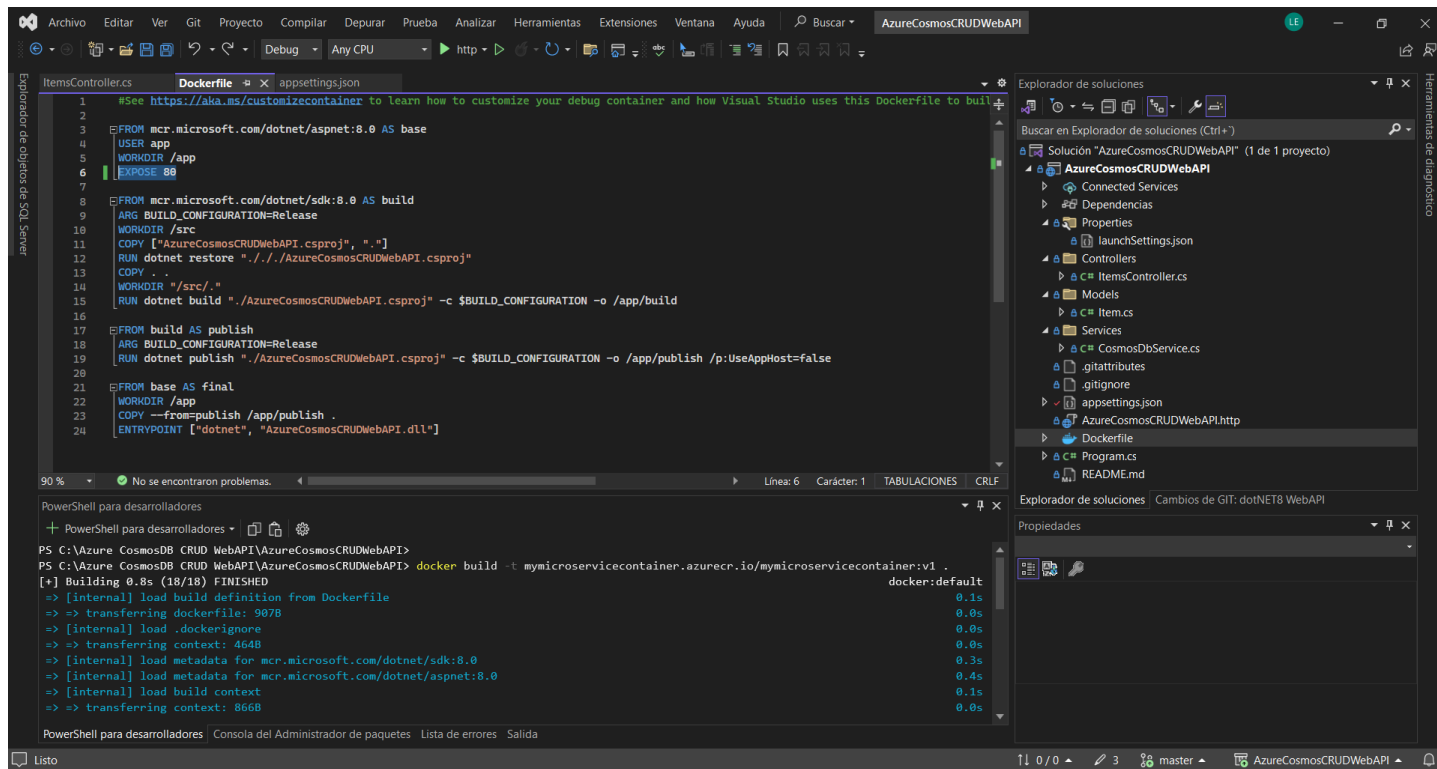 Archivo Editar Ver Git Proyecto Compilar Depurar Prueba Analizar Herramientas Extensiones Ventana Ayuda Buscar AzureCosmosCRUDWebAPI LE
Debug Any CPU http
Explorador de objetos de SQL Server
ItemsController.cs Dockerfile appsettings.json
1 #See https://aka.ms/customizecontainer to learn how to customize your debug container and how Visual Studio uses this Dockerfile to buil
2
3 FROM mcr.microsoft.com/dotnet/aspnet:8.0 AS base
4 USER app
5 WORKDIR /app
6 EXPOSE 80
7
8 FROM mcr.microsoft.com/dotnet/sdk:8.0 AS build
9 ARG BUILD_CONFIGURATION=Release
10 WORKDIR /src
11 COPY ["AzureCosmosCRUDWebAPI.csproj", "."]
12 RUN dotnet restore "./././AzureCosmosCRUDWebAPI.csproj"
13 COPY . .
14 WORKDIR "/src/."
15 RUN dotnet build "./AzureCosmosCRUDWebAPI.csproj" -c $BUILD_CONFIGURATION -o /app/build
16
17 FROM build AS publish
18 ARG BUILD_CONFIGURATION=Release
19 RUN dotnet publish "./AzureCosmosCRUDWebAPI.csproj" -c $BUILD_CONFIGURATION -o /app/publish /p:UseAppHost=false
20
21 FROM base AS final
22 WORKDIR /app
23 COPY --from=publish /app/publish .
24 ENTRYPOINT ["dotnet", "AzureCosmosCRUDWebAPI.dll"]
90 % No se encontraron problemas. Línea: 6 Carácter: 1 TABULACIONES CRLF
PowerShell para desarrolladores
PowerShell para desarrolladores
PS C:\Azure CosmosDB CRUD WebAPI\AzureCosmosCRUDWebAPI>
PS C:\Azure CosmosDB CRUD WebAPI\AzureCosmosCRUDWebAPI> docker build -t mymicroservicecontainer.azurecr.io/mymicroservicecontainer:v1 .
[+] Building 0.8s (18/18) FINISHED docker:default
=> [internal] load build definition from Dockerfile 0.1s
=> => transferring dockerfile: 907B 0.0s
=> [internal] load .dockerignore 0.0s
=> => transferring context: 464B 0.0s
=> [internal] load metadata for mcr.microsoft.com/dotnet/sdk:8.0 0.3s
=> [internal] load metadata for mcr.microsoft.com/dotnet/aspnet:8.0 0.4s
=> [internal] load build context 0.1s
=> => transferring context: 866B 0.0s
PowerShell para desarrolladores Consola del Administrador de paquetes Lista de errores Salida
Explorador de soluciones
Buscar en Explorador de soluciones (Ctrl+´)
Solución "AzureCosmosCRUDWebAPI" (1 de 1 proyecto)
AzureCosmosCRUDWebAPI
Connected Services
Dependencias
Properties
launchSettings.json
Controllers
C# ItemsController.cs
Models
C# Item.cs
Services
C# CosmosDbService.cs
.gitattributes
.gitignore
appsettings.json
AzureCosmosCRUDWebAPI.http
Dockerfile
C# Program.cs
README.md
Explorador de soluciones Cambios de GIT: dotNET8 WebAPI
Propiedades
Herramientas de diagnóstico
Listo 0 / 0 3 master AzureCosmosCRUDWebAPI